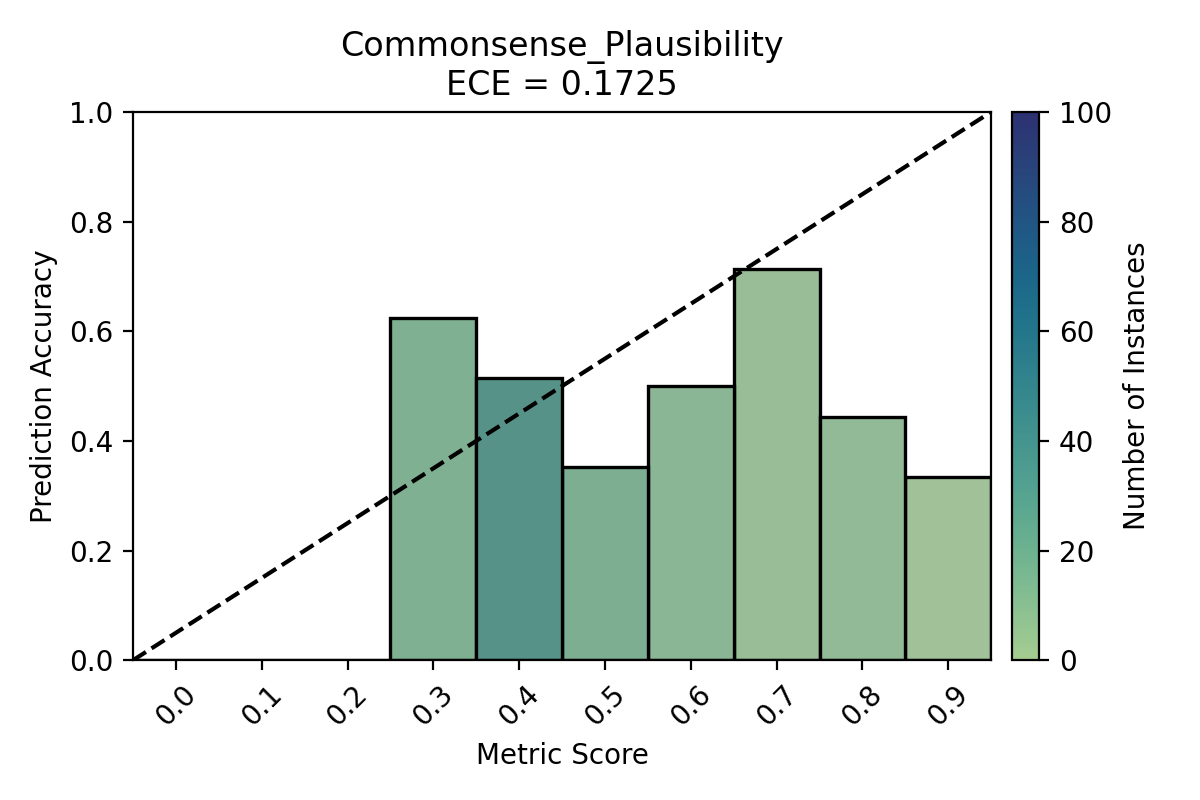 Commonsense_Plausibility
ECE = 0.1725
1.0
0.8
0.6
0.4
0.2
0.0
Prediction Accuracy
0.0 0.1 0.2 0.3 0.4 0.5 0.6 0.7 0.8 0.9
Metric Score
100
80
60
40
20
0
Number of Instances